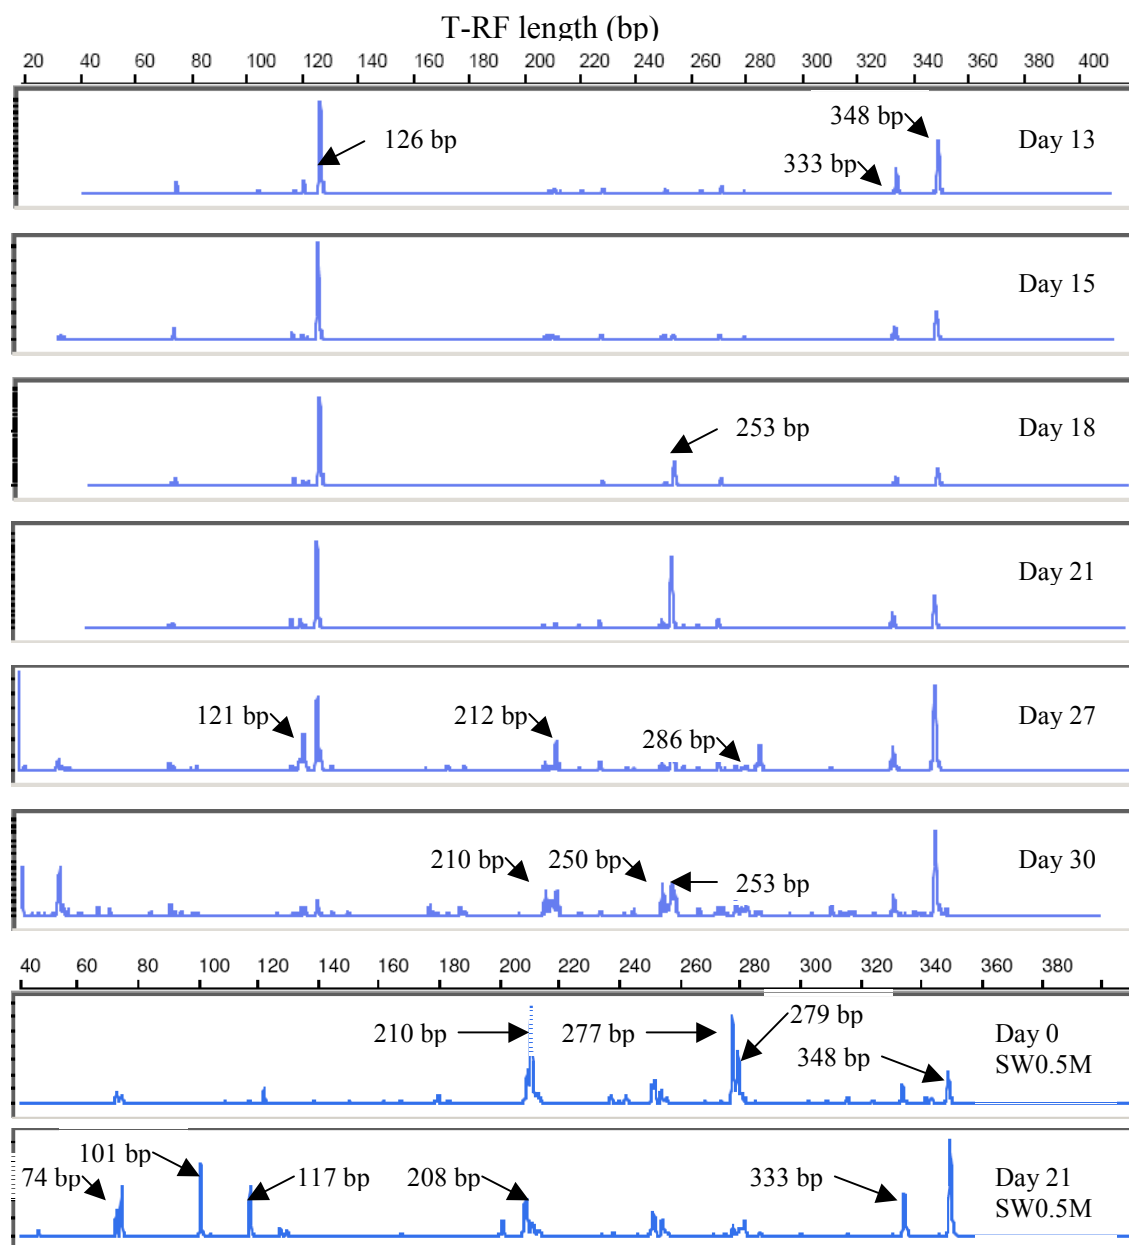 T-RF length (bp)
20 40 60 80 100 120 140 160 180 200 220 240 260 280 300 320 340 360 380 400
348 bp
126 bp
Day 13
333 bp
Day 15
253 bp
Day 18
Day 21
121 bp
212 bp
286 bp
Day 27
210 bp
250 bp
253 bp
Day 30
40 60 80 100 120 140 160 180 200 220 240 260 280 300 320 340 360 380
210 bp
277 bp
279 bp
348 bp
Day 0
SW0.5M
74 bp
101 bp
117 bp
208 bp
333 bp
Day 21
SW0.5M